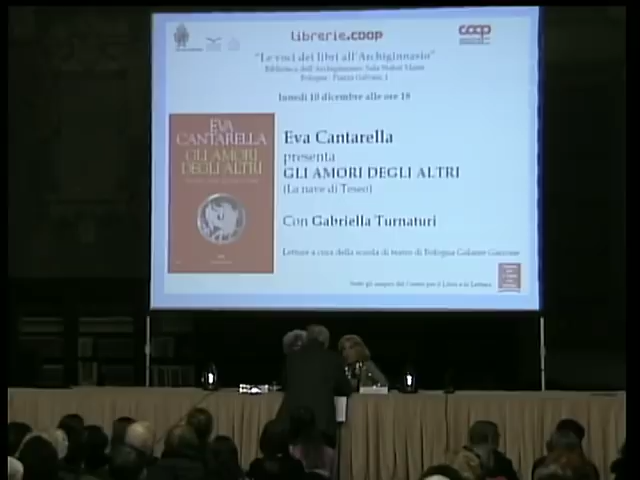 librerie.coop
coop
"Le voci dei libri all'Archiginnasio"
Biblioteca dell'Archiginnasio Sala Stabat Mater
Bologna - Piazza Galvani 1
lunedì 10 dicembre alle ore 18
EVA
CANTARELLA
GLI AMORI
DEGLI ALTRI
Eva Cantarella
presenta
GLI AMORI DEGLI ALTRI
(La nave di Teseo)
Con Gabriella Turnaturi
Letture a cura della scuola di teatro di Bologna Galante Garrone